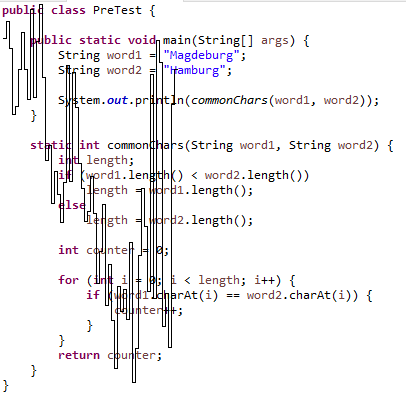 public class PreTest {
public static void main(String[] args) {
String word1 = "Magdeburg";
String word2 = "Hamburg";
System.out.println(commonChars(word1, word2));
}
static int commonChars(String word1, String word2) {
int length;
if (word1.length() < word2.length())
length = word1.length();
else
length = word2.length();
int counter = 0;
for (int i = 0; i < length; i++) {
if (word1.charAt(i) == word2.charAt(i)) {
counter++;
}
}
return counter;
}
}